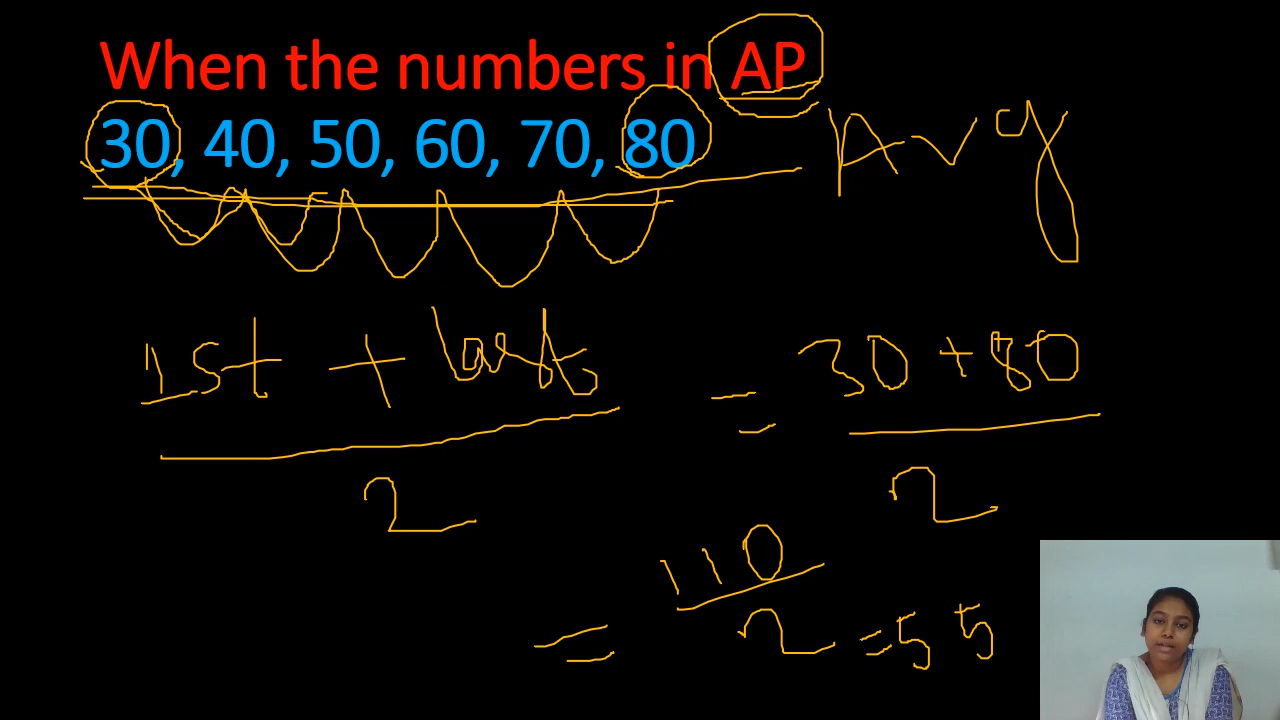 When the numbers in AP
30, 40, 50, 60, 70, 80
Avg
1st + last
2
= 30 + 80
2
= 110
2
= 55